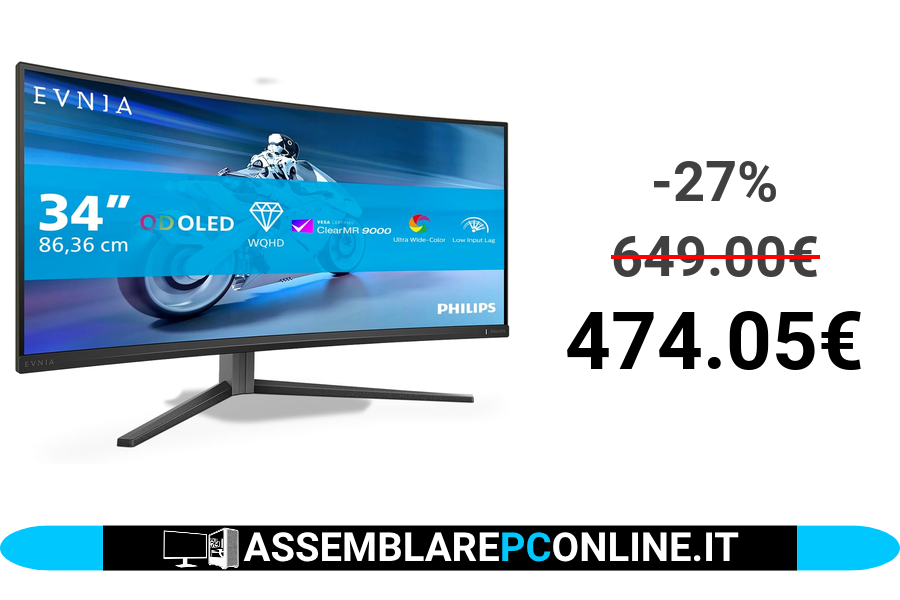 EVNIA
34”
86,36 cm
QD OLED
WQHD
VESA CERTIFIED
ClearMR 9000
Ultra Wide-Color
Low Input Lag
PHILIPS
EVNIA
-27%
649.00€
474.05€
ASSEMBLAREPCONLINE.IT